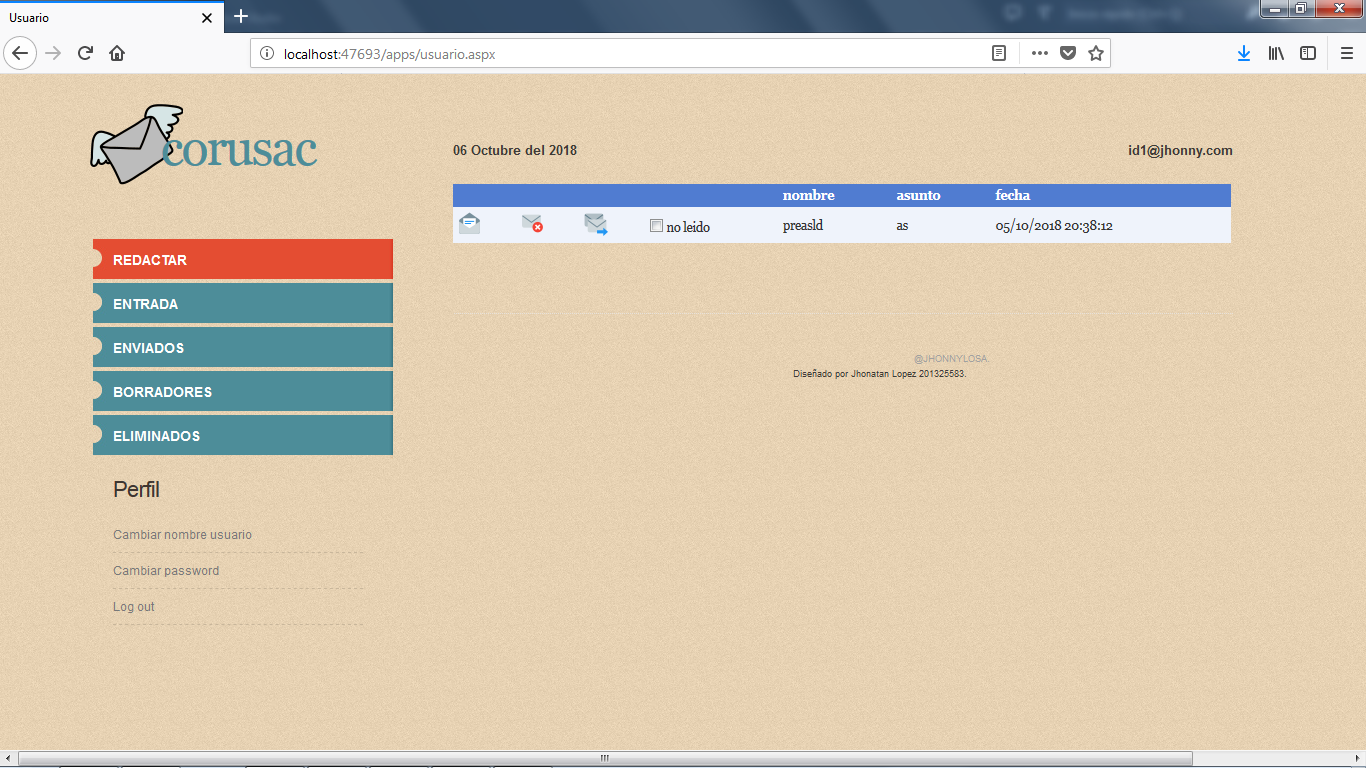 Usuario
localhost:47693/apps/usuario.aspx
corusac
06 Octubre del 2018
id1@jhonny.com
nombre asunto fecha
no leido preasld as 05/10/2018 20:38:12
REDACTAR
ENTRADA
ENVIADOS
BORRADORES
ELIMINADOS
@JHONNYLOSA.
Diseñado por Jhonatan Lopez 201325583.
Perfil
Cambiar nombre usuario
Cambiar password
Log out